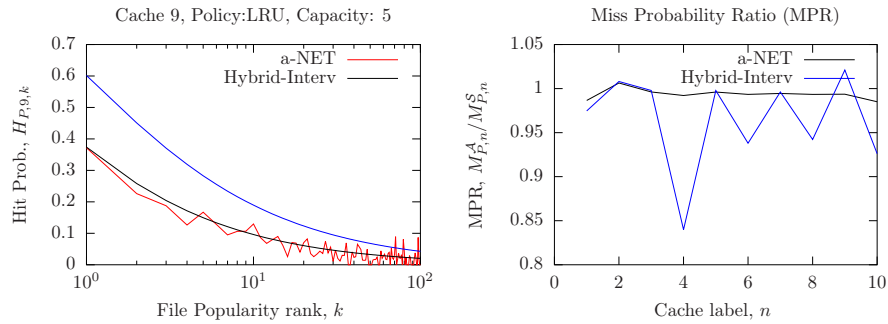 Cache 9, Policy:LRU, Capacity: 5
Hit Prob., H_{P,9,k}
0.7
0.6
0.5
0.4
0.3
0.2
0.1
0
a-NET
Hybrid-Interv
10^0
10^1
10^2
File Popularity rank, k
Miss Probability Ratio (MPR)
MPR, M^A_{P,n}/M^S_{P,n}
1.05
1
0.95
0.9
0.85
0.8
a-NET
Hybrid-Interv
0
2
4
6
8
10
Cache label, n